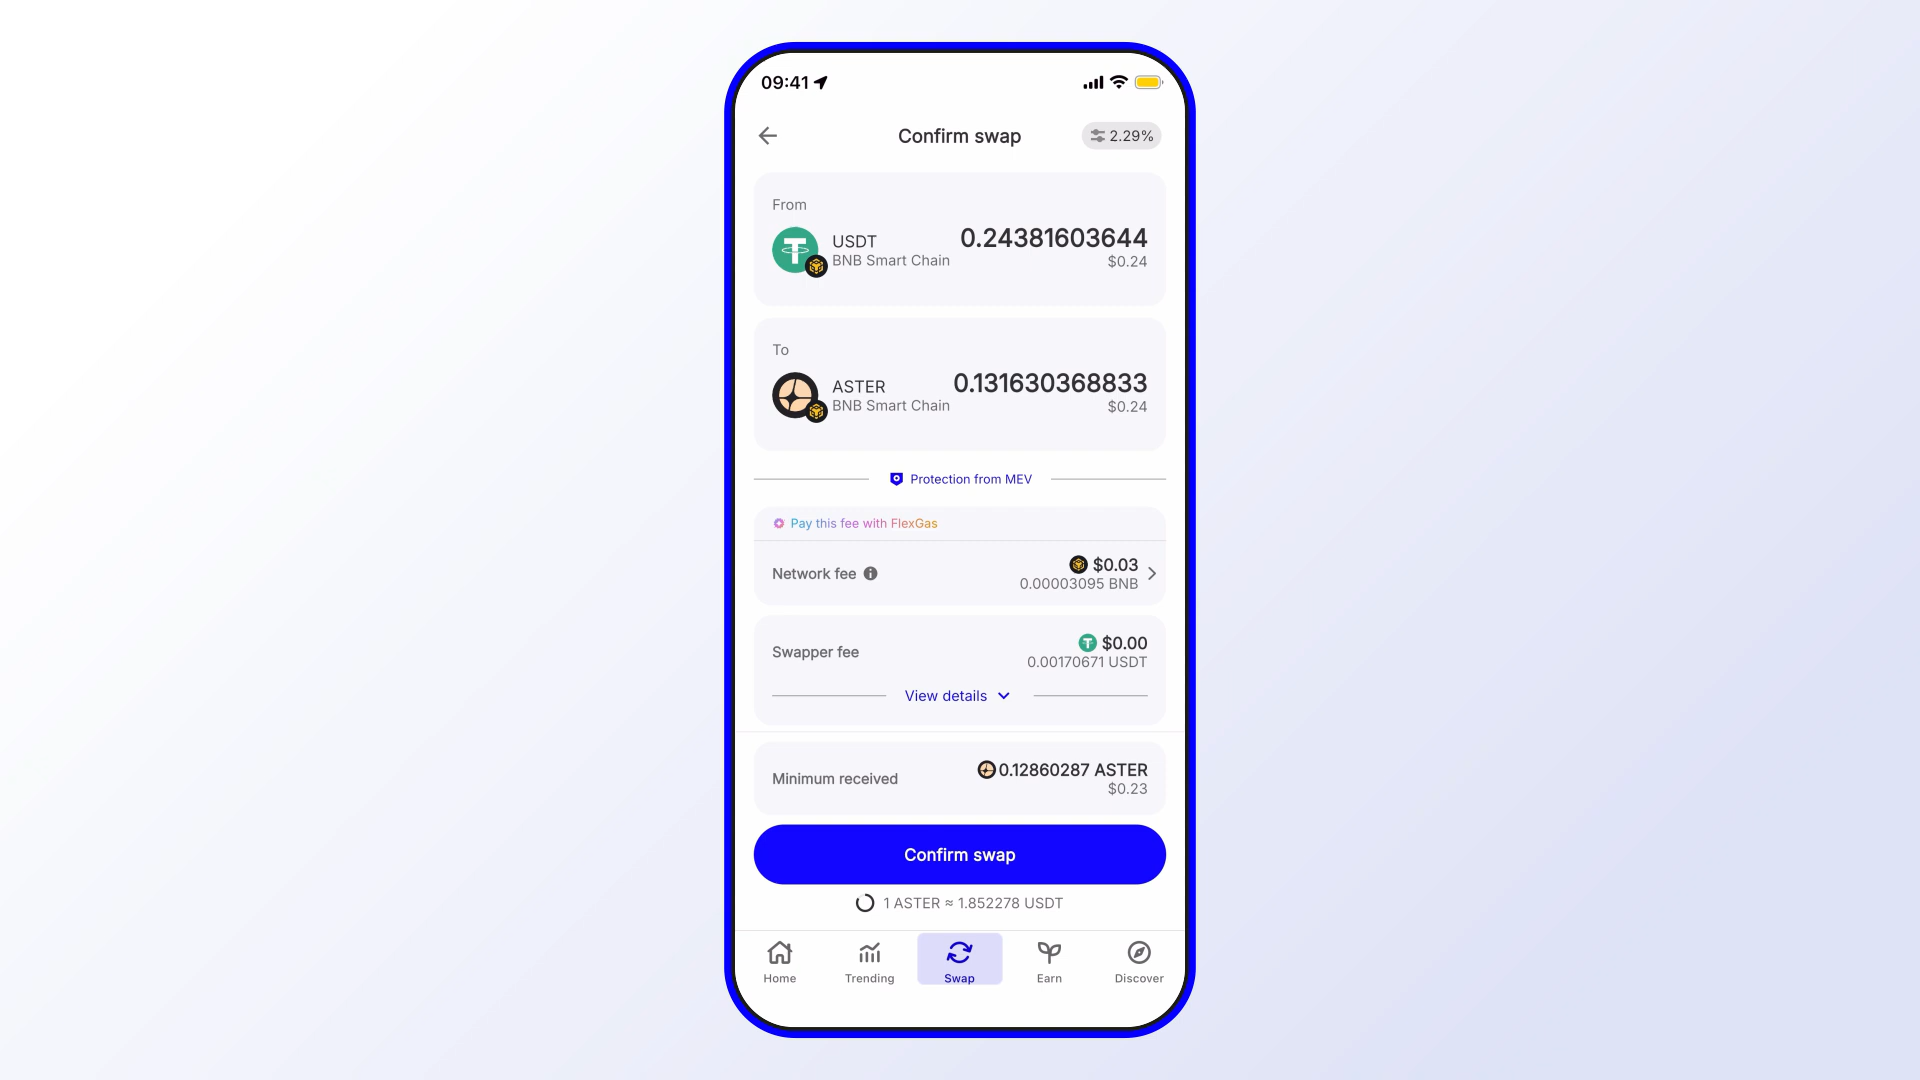 09:41
Confirm swap
2.29%
From
USDT
0.24381603644
BNB Smart Chain
$0.24
To
ASTER
0.131630368833
BNB Smart Chain
$0.24
Protection from MEV
Pay this fee with FlexGas
Network fee
$0.03
0.00003095 BNB
Swapper fee
$0.00
0.00170671 USDT
View details
Minimum received
0.12860287 ASTER
$0.23
Confirm swap
1 ASTER ≈ 1.852278 USDT
Home
Trending
Swap
Earn
Discover